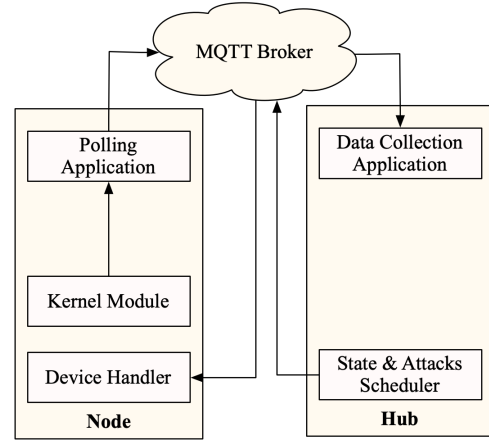 MQTT Broker
Polling
Application
Kernel Module
Device Handler
Node
Data Collection
Application
State & Attacks
Scheduler
Hub